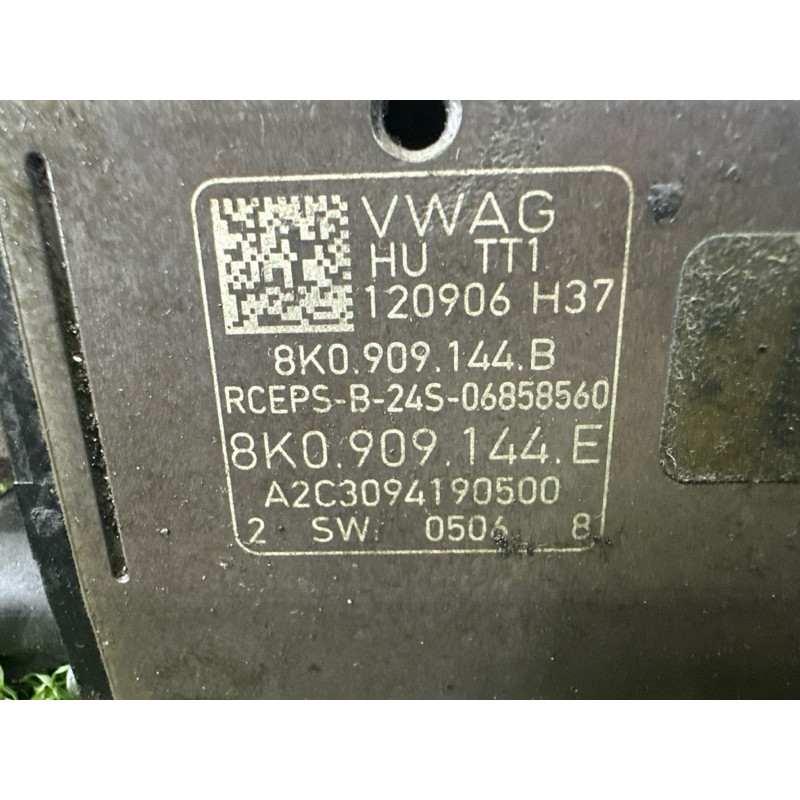 VWAG
HU TT1
120906 H37
8K0.909.144.B
RCEPS-B-24S-06858560
8K0.909.144.E
A2C3094190500
2 SW: 0506 8